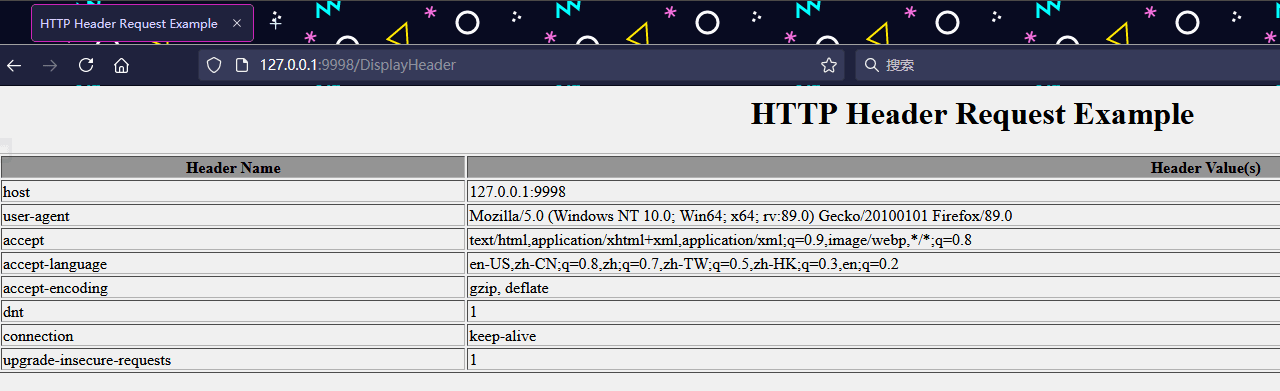 HTTP Header Request Example
127.0.0.1:9998/DisplayHeader
搜索
HTTP Header Request Example
Header Name Header Value(s)
host 127.0.0.1:9998
user-agent Mozilla/5.0 (Windows NT 10.0; Win64; x64; rv:89.0) Gecko/20100101 Firefox/89.0
accept text/html,application/xhtml+xml,application/xml;q=0.9,image/webp,*/*;q=0.8
accept-language en-US,zh-CN;q=0.8,zh;q=0.7,zh-TW;q=0.5,zh-HK;q=0.3,en;q=0.2
accept-encoding gzip, deflate
dnt 1
connection keep-alive
upgrade-insecure-requests 1